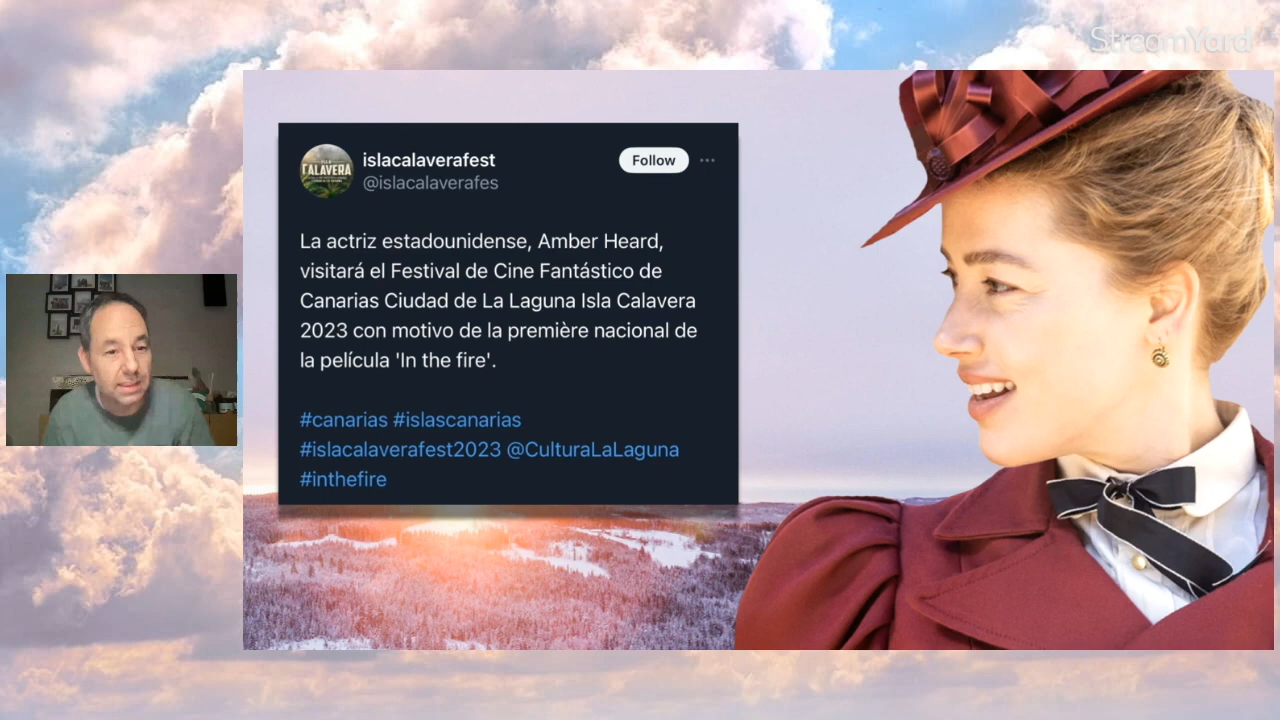 StreamYard
CALAVERA
islacalaverafest
Follow
@islacalaverafes
La actriz estadounidense, Amber Heard,
visitará el Festival de Cine Fantástico de
Canarias Ciudad de La Laguna Isla Calavera
2023 con motivo de la première nacional de
la película 'In the fire'.
#canarias #islascanarias
#islacalaverafest2023 @CulturaLaLaguna
#inthefire